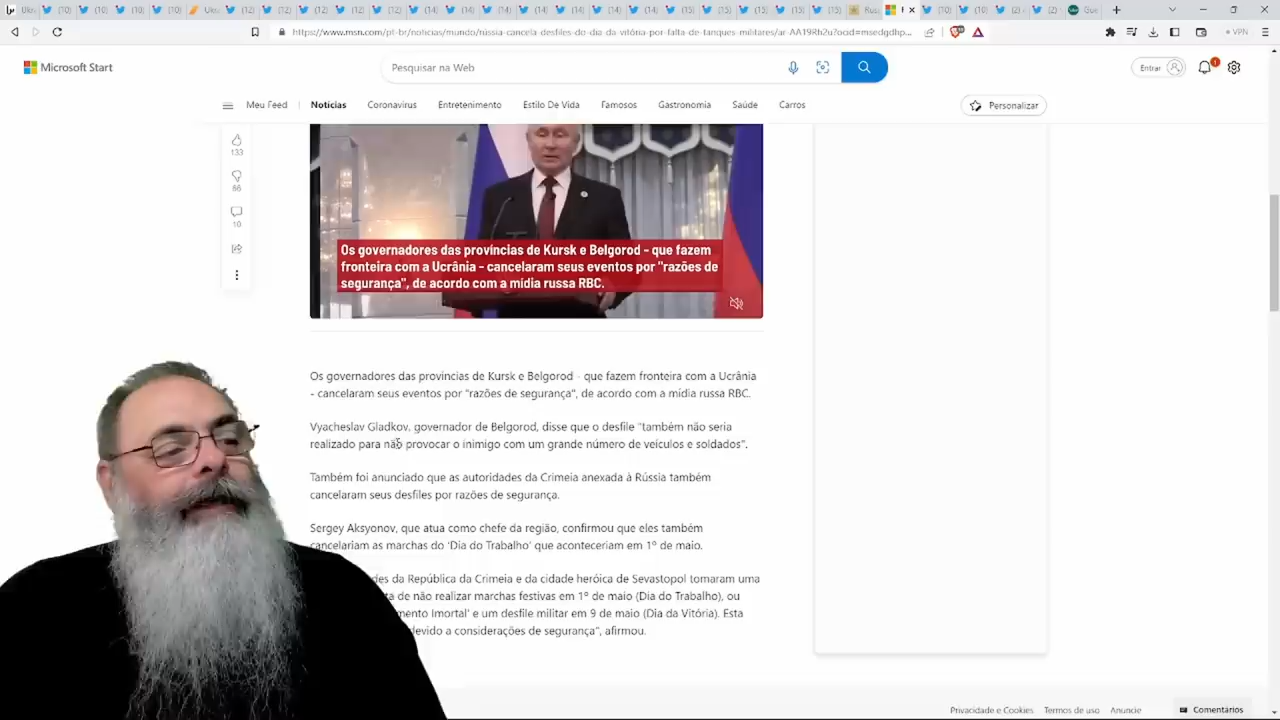 https://www.msn.com/pt-br/noticias/mundo/rússia-cancela-desfiles-do-dia-da-vitória-por-falta-de-tanques-militares/ar-AA19Rh2u?ocid=msedgdhp...
VPN
Microsoft Start
Pesquisar na Web
Entrar
1
Meu Feed
Notícias
Coronavirus
Entretenimento
Estilo De Vida
Famosos
Gastronomia
Saúde
Carros
Personalizar
133
66
10
Os governadores das províncias de Kursk e Belgorod - que fazem
fronteira com a Ucrânia - cancelaram seus eventos por "razões de
segurança", de acordo com a mídia russa RBC.
Os governadores das províncias de Kursk e Belgorod - que fazem fronteira com a Ucrânia
- cancelaram seus eventos por "razões de segurança", de acordo com a mídia russa RBC.
Vyacheslav Gladkov, governador de Belgorod, disse que o desfile "também não seria
realizado para não provocar o inimigo com um grande número de veículos e soldados".
Também foi anunciado que as autoridades da Crimeia anexada à Rússia também
cancelaram seus desfiles por razões de segurança.
Sergey Aksyonov, que atua como chefe da região, confirmou que eles também
cancelariam as marchas do 'Dia do Trabalho' que aconteceriam em 1º de maio.
da República da Crimeia e da cidade heróica de Sevastopol tomaram uma
de não realizar marchas festivas em 1º de maio (Dia do Trabalho), ou
Imortal' e um desfile militar em 9 de maio (Dia da Vitória). Esta
devido a considerações de segurança", afirmou.
Privacidade e Cookies
Termos de uso
Anuncie
Comentários